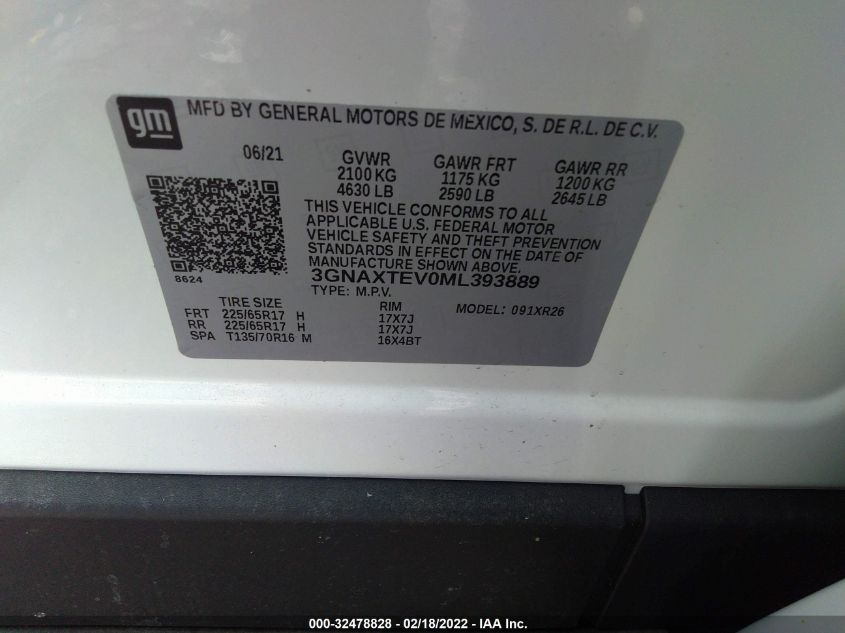 gm
MFD BY GENERAL MOTORS DE MEXICO, S. DE R.L. DE C.V.
06/21 GVWR GAWR FRT GAWR RR
2100 KG 1175 KG 1200 KG
4630 LB 2590 LB 2645 LB
THIS VEHICLE CONFORMS TO ALL
APPLICABLE U.S. FEDERAL MOTOR
VEHICLE SAFETY AND THEFT PREVENTION
STANDARDS IN EFFECT ON THE DATE OF
MANUFACTURE SHOWN ABOVE.
8624
3GNAXTEV0ML393889
TYPE: M.P.V.
TIRE SIZE RIM MODEL: 091XR26
FRT 225/65R17 H 17X7J
RR 225/65R17 H 17X7J
SPA T135/70R16 M 16X4BT
000-32478828 - 02/18/2022 - IAA Inc.